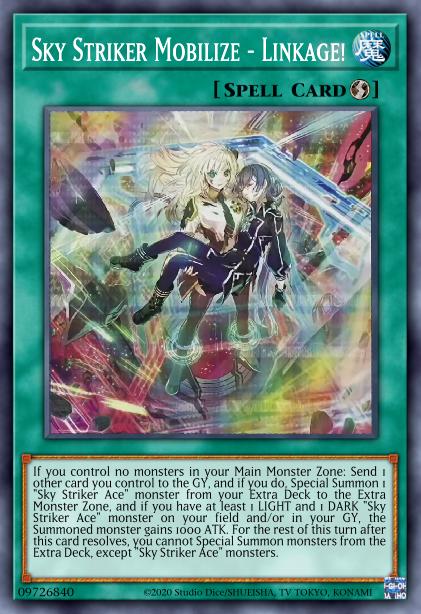 Sky Striker Mobilize - Linkage!
SPELL
魔
[Spell Card]
If you control no monsters in your Main Monster Zone: Send 1
other card you control to the GY, and if you do, Special Summon 1
"Sky Striker Ace" monster from your Extra Deck to the Extra
Monster Zone, and if you have at least 1 LIGHT and 1 DARK "Sky
Striker Ace" monster on your field and/or in your GY, the
Summoned monster gains 1000 ATK. For the rest of this turn after
this card resolves, you cannot Special Summon monsters from the
Extra Deck, except "Sky Striker Ace" monsters.
09726840
©2020 Studio Dice/SHUEISHA, TV TOKYO, KONAMI